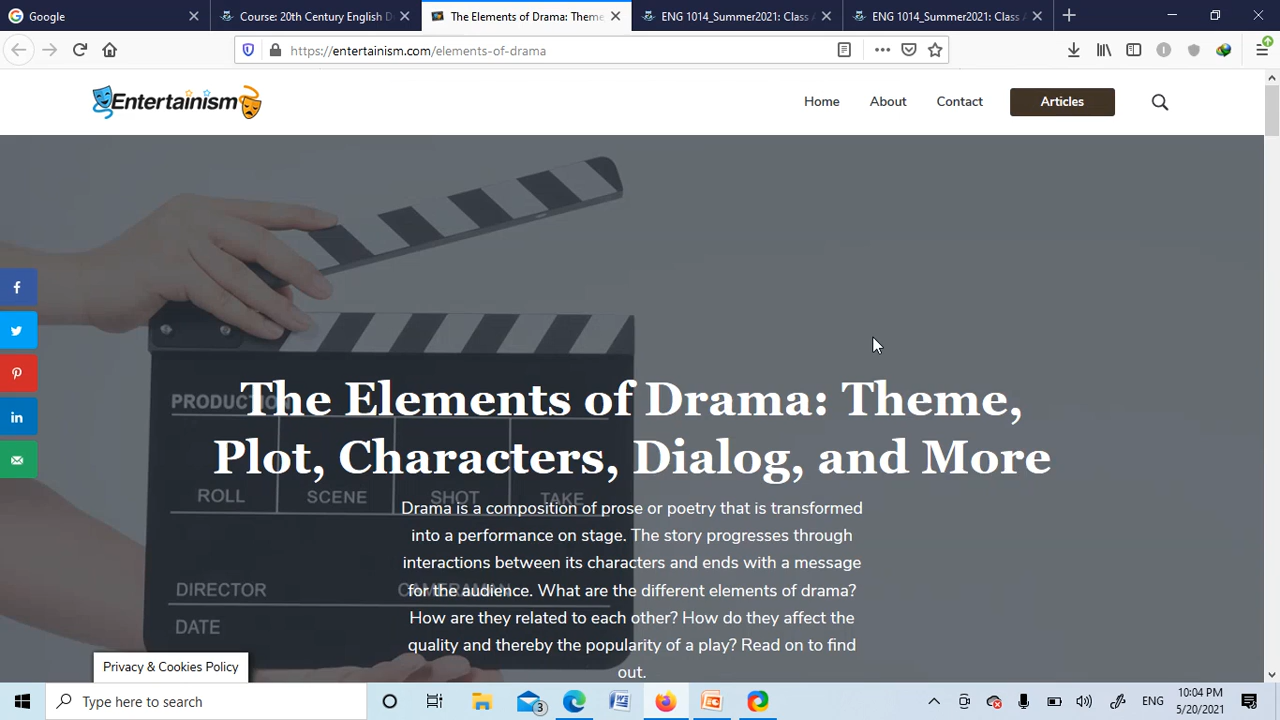 Google
Course: 20th Century English D
The Elements of Drama: Theme
ENG 1014_Summer2021: Class
ENG 1014_Summer2021: Class
https://entertainism.com/elements-of-drama
Entertainism
Home
About
Contact
Articles
The Elements of Drama: Theme,
Plot, Characters, Dialog, and More
PRODUCTION
ROLL
SCENE
SHOT
TAKE
Drama is a composition of prose or poetry that is transformed
into a performance on stage. The story progresses through
interactions between its characters and ends with a message
for the audience. What are the different elements of drama?
How are they related to each other? How do they affect the
quality and thereby the popularity of a play? Read on to find
out.
DIRECTOR
CAMERAMAN
DATE
Privacy & Cookies Policy
Type here to search
3
ENG
10:04 PM
5/20/2021